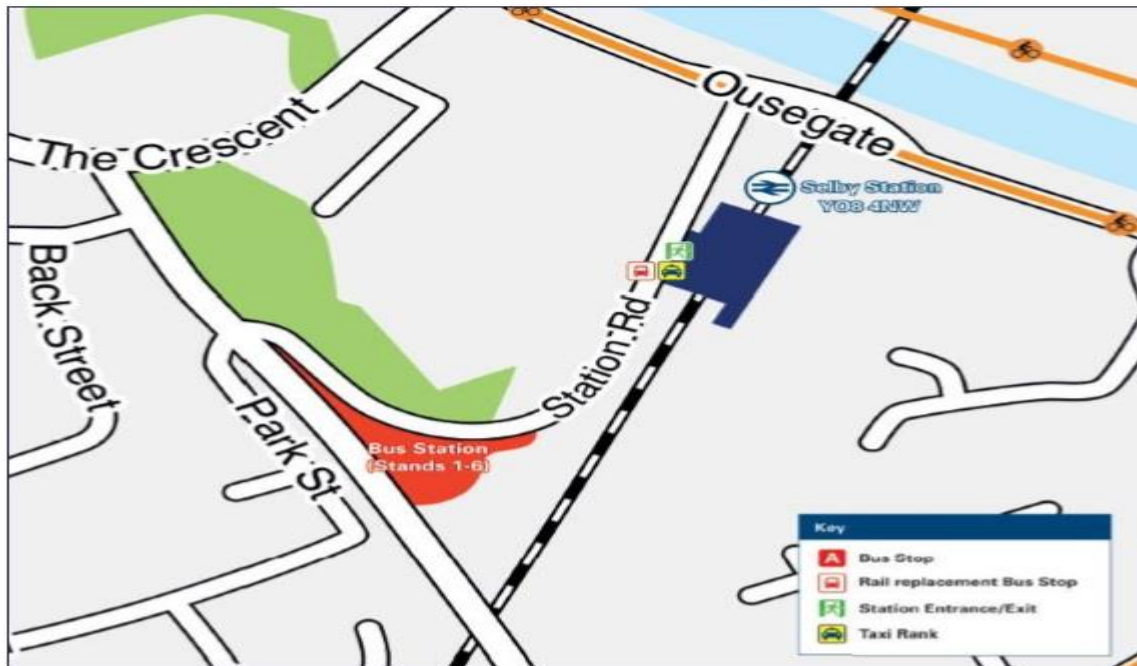 Ousegate
The Crescent
Selby Station
YO8 4NW
Back Street
Station Rd
Park St
Bus Station
(Stands 1-6)
Key
A Bus Stop
Rail replacement Bus Stop
Station Entrance/Exit
Taxi Rank